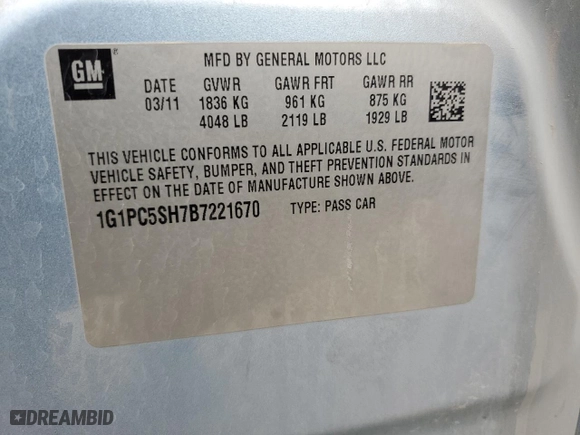 GM
MFD BY GENERAL MOTORS LLC
DATE GVWR GAWR FRT GAWR RR
03/11 1836 KG 961 KG 875 KG
4048 LB 2119 LB 1929 LB
THIS VEHICLE CONFORMS TO ALL APPLICABLE U.S. FEDERAL MOTOR
VEHICLE SAFETY, BUMPER, AND THEFT PREVENTION STANDARDS IN
EFFECT ON THE DATE OF MANUFACTURE SHOWN ABOVE.
1G1PC5SH7B7221670 TYPE: PASS CAR
DREAMBID